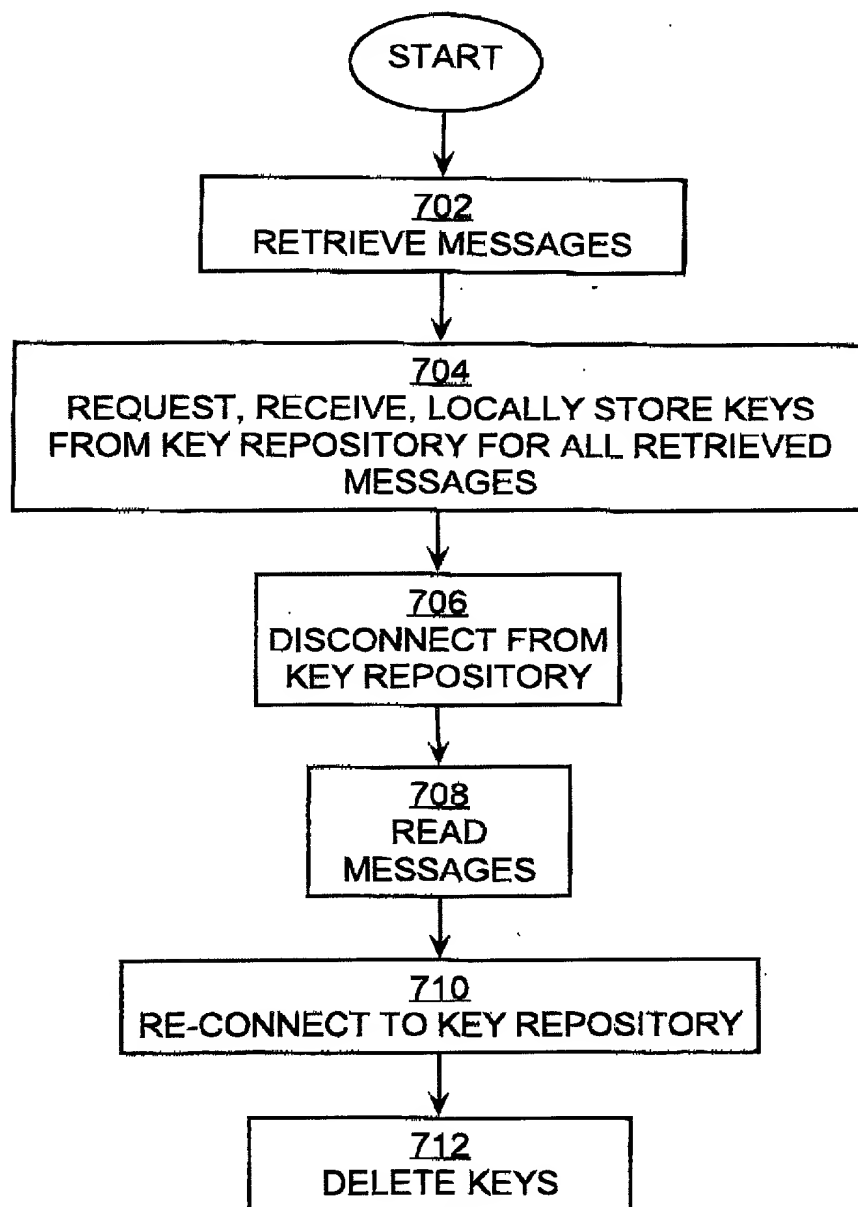 START
702
RETRIEVE MESSAGES
704
REQUEST, RECEIVE, LOCALLY STORE KEYS
FROM KEY REPOSITORY FOR ALL RETRIEVED
MESSAGES
706
DISCONNECT FROM
KEY REPOSITORY
708
READ
MESSAGES
710
RE-CONNECT TO KEY REPOSITORY
712
DELETE KEYS